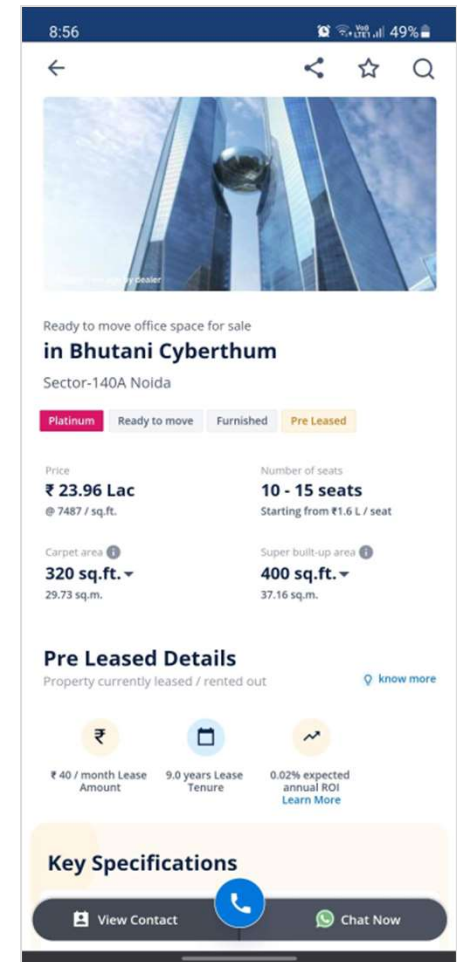 8:56
Vo)) LTE1 49%
dealer
Ready to move office space for sale
in Bhutani Cyberthum
Sector-140A Noida
Platinum Ready to move Furnished Pre Leased
Price Number of seats
₹ 23.96 Lac 10 - 15 seats
@ 7487 / sq.ft. Starting from ₹1.6 L / seat
Carpet area Super built-up area
320 sq.ft. 400 sq.ft.
29.73 sq.m. 37.16 sq.m.
Pre Leased Details
Property currently leased / rented out know more
₹ 40 / month Lease 9.0 years Lease 0.02% expected
Amount Tenure annual ROI
Learn More
Key Specifications
View Contact Chat Now